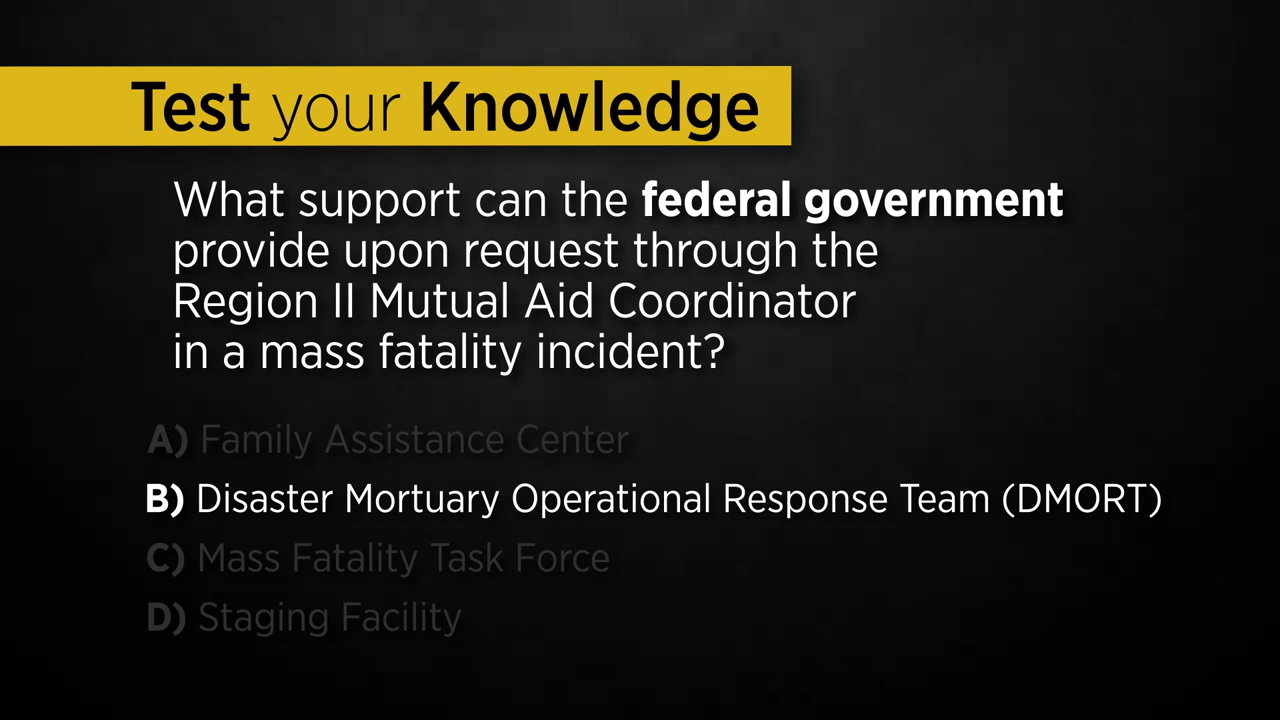 Test your Knowledge
What support can the federal government
provide upon request through the
Region II Mutual Aid Coordinator
in a mass fatality incident?
A) Family Assistance Center
B) Disaster Mortuary Operational Response Team (DMORT)
C) Mass Fatality Task Force
D) Staging Facility